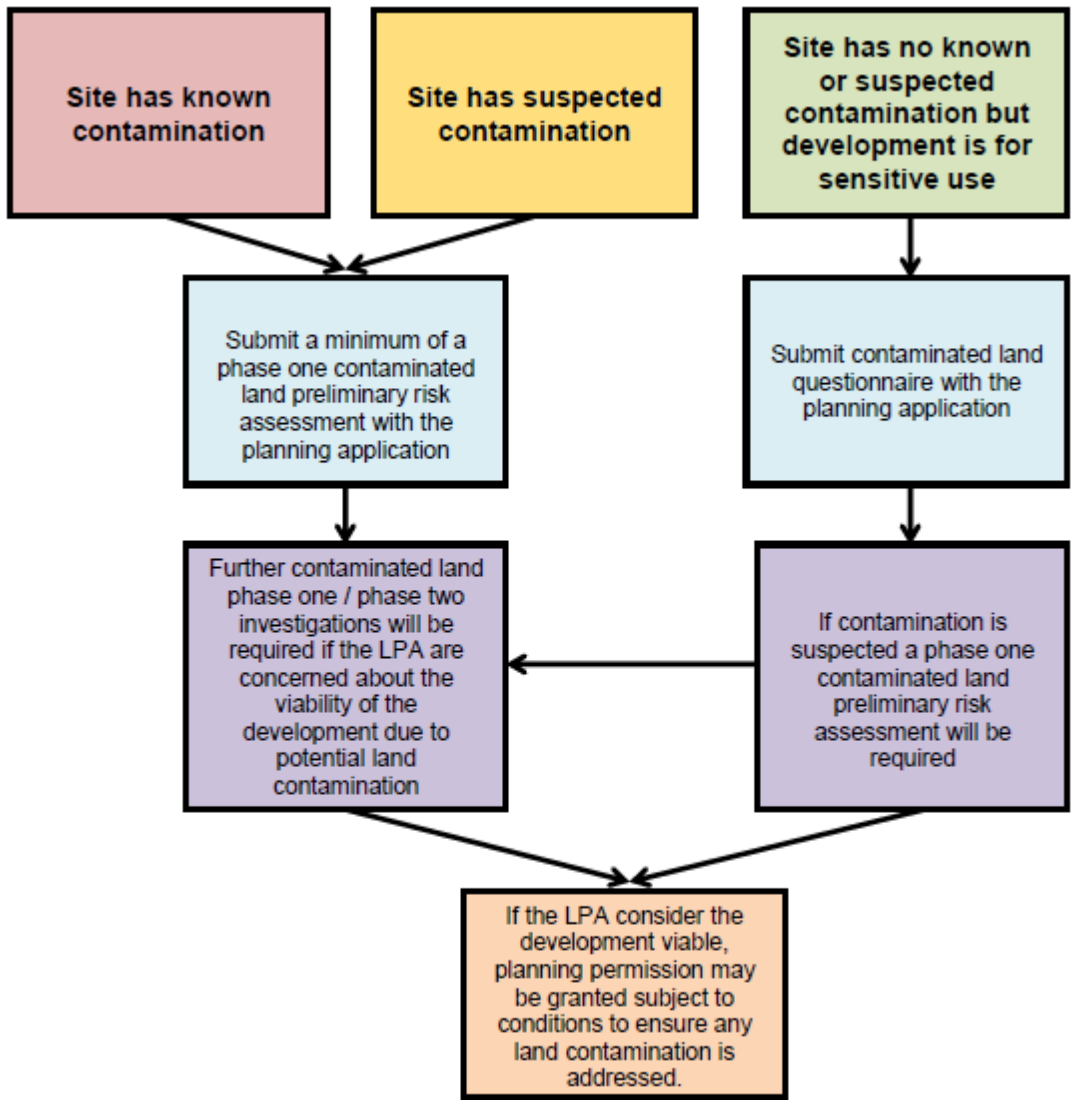 Site has known
contamination
Site has suspected
contamination
Site has no known
or suspected
contamination but
development is for
sensitive use
Submit a minimum of a
phase one contaminated
land preliminary risk
assessment with the
planning application
Submit contaminated land
questionnaire with the
planning application
Further contaminated land
phase one / phase two
investigations will be
required if the LPA are
concerned about the
viability of the
development due to
potential land
contamination
If contamination is
suspected a phase one
contaminated land
preliminary risk
assessment will be
required
If the LPA consider the
development viable,
planning permission may
be granted subject to
conditions to ensure any
land contamination is
addressed.